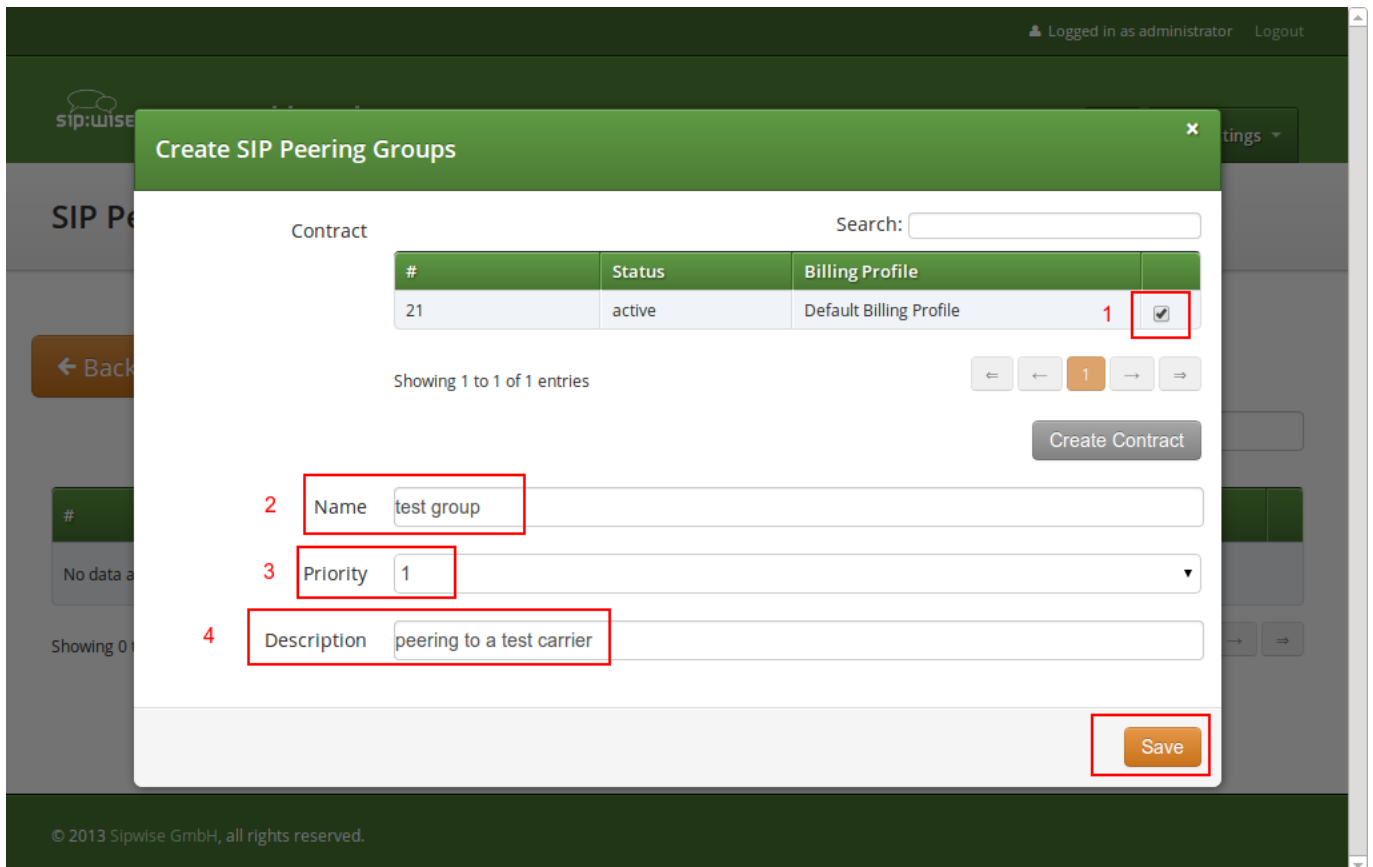 Logged in as administrator Logout
sip:wise
tings
Create SIP Peering Groups ×
SIP Pe
Contract
Search:
# Status Billing Profile
21 active Default Billing Profile 1
← Back
Showing 1 to 1 of 1 entries
⇐ ← 1 → ⇒
Create Contract
2 Name test group
#
3 Priority 1
No data a
4 Description peering to a test carrier
Showing 0 t
→ ⇒
Save
© 2013 Sipwise GmbH, all rights reserved.